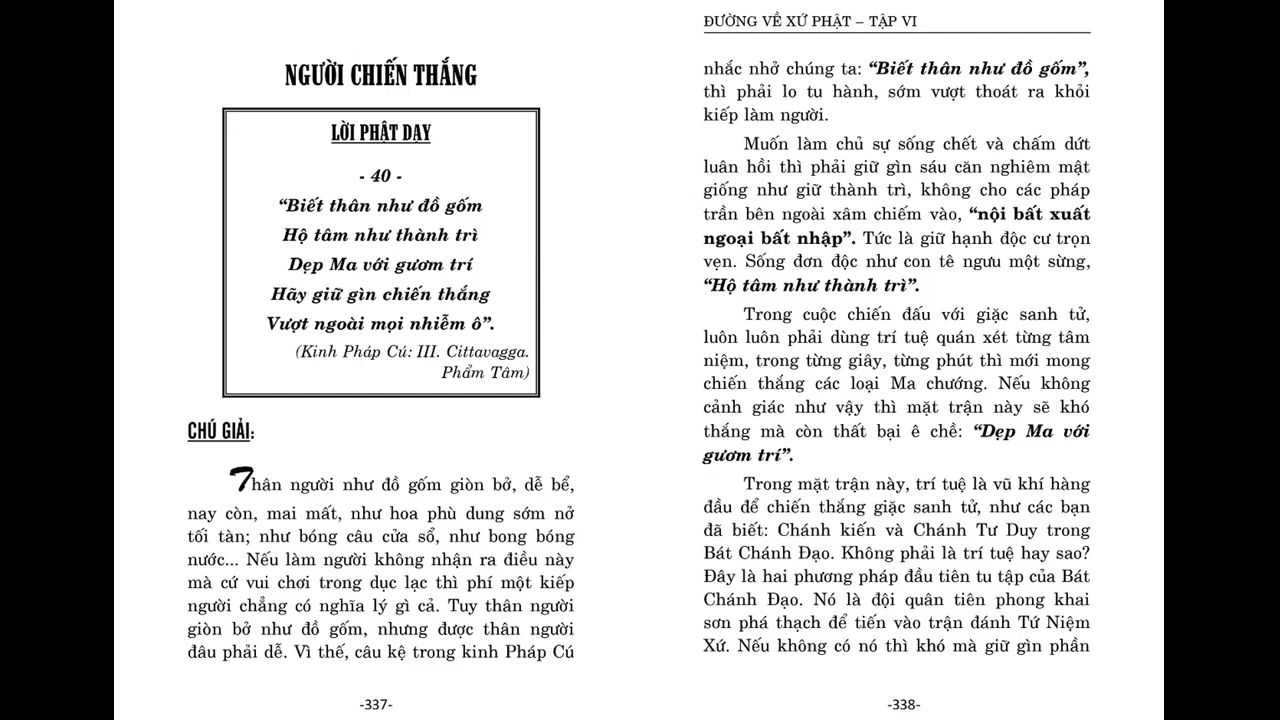 NGƯỜI CHIẾN THẮNG
LỜI PHẬT DẠY
- 40 -
“Biết thân như đồ gốm
Hộ tâm như thành trì
Dẹp Ma với gươm trí
Hãy giữ gìn chiến thắng
Vượt ngoài mọi nhiễm ô”.
(Kinh Pháp Cú: III. Cittavagga.
Phẩm Tâm)
CHÚ GIẢI:
Thân người như đồ gốm giòn bở, dễ bể,
nay còn, mai mất, như hoa phù dung sớm nở
tối tàn; như bóng câu cửa sổ, như bong bóng
nước... Nếu làm người không nhận ra điều này
mà cứ vui chơi trong dục lạc thì phí một kiếp
người chẳng có nghĩa lý gì cả. Tuy thân người
giòn bở như đồ gốm, nhưng được thân người
đâu phải dễ. Vì thế, câu kệ trong kinh Pháp Cú
-337-
ĐƯỜNG VỀ XỨ PHẬT – TẬP VI
nhắc nhở chúng ta: “Biết thân như đồ gốm”,
thì phải lo tu hành, sớm vượt thoát ra khỏi
kiếp làm người.
Muốn làm chủ sự sống chết và chấm dứt
luân hồi thì phải giữ gìn sáu căn nghiêm mật
giống như giữ thành trì, không cho các pháp
trần bên ngoài xâm chiếm vào, “nội bất xuất
ngoại bất nhập”. Tức là giữ hạnh độc cư trọn
vẹn. Sống đơn độc như con tê ngưu một sừng,
“Hộ tâm như thành trì”.
Trong cuộc chiến đấu với giặc sanh tử,
luôn luôn phải dùng trí tuệ quán xét từng tâm
niệm, trong từng giây, từng phút thì mới mong
chiến thắng các loại Ma chướng. Nếu không
cảnh giác như vậy thì mặt trận này sẽ khó
thắng mà còn thất bại ê chề: “Dẹp Ma với
gươm trí”.
Trong mặt trận này, trí tuệ là vũ khí hàng
đầu để chiến thắng giặc sanh tử, như các bạn
đã biết: Chánh kiến và Chánh Tư Duy trong
Bát Chánh Đạo. Không phải là trí tuệ hay sao?
Đây là hai phương pháp đầu tiên tu tập của Bát
Chánh Đạo. Nó là đội quân tiên phong khai
sơn phá thạch để tiến vào trận đánh Tứ Niệm
Xứ. Nếu không có nó thì khó mà giữ gìn phần
-338-